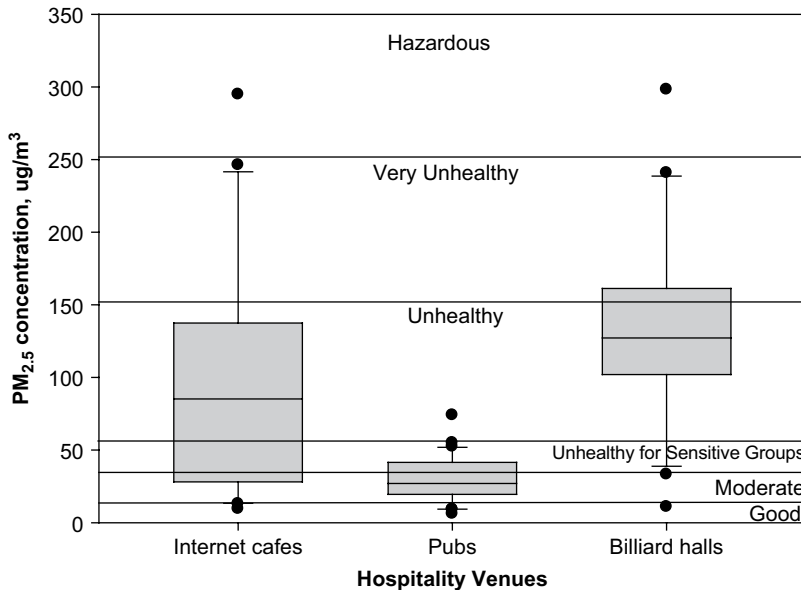 350
300
250
200
150
100
50
0
PM2.5 concentration, ug/m³
Hazardous
Very Unhealthy
Unhealthy
Unhealthy for Sensitive Groups
Moderate
Good
Internet cafes
Pubs
Billiard halls
Hospitality Venues